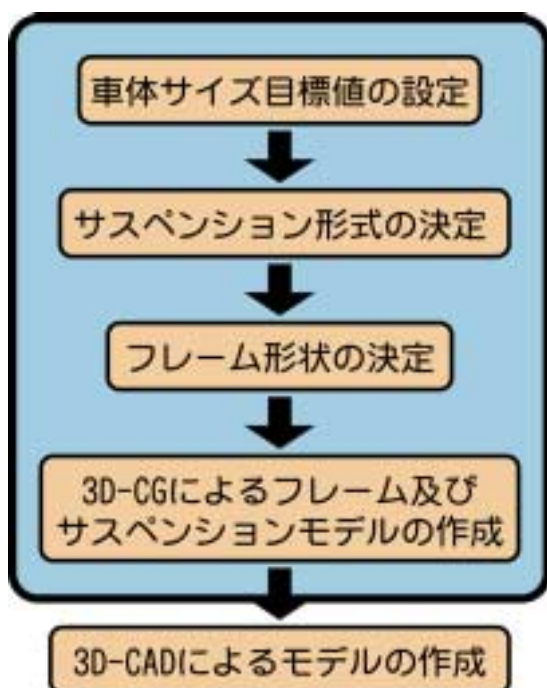 車体サイズ目標値の設定
サスペンション形式の決定
フレーム形状の決定
3D-CGによるフレーム及び
サスペンションモデルの作成
3D-CADによるモデルの作成